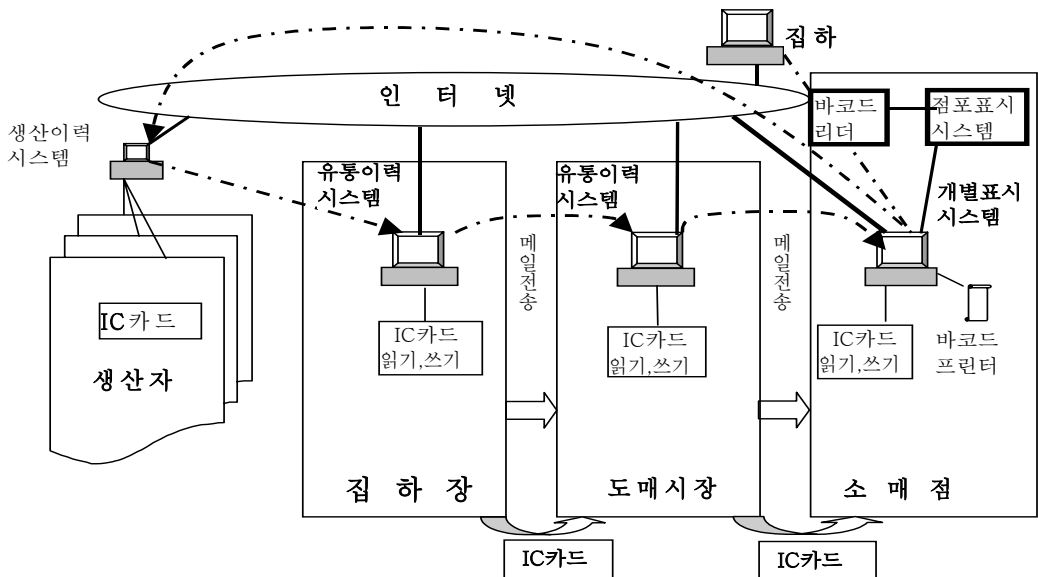 집하
인 터 넷
바코드
리더
점포표시
시스템
생산이력
시스템
유통이력
시스템
유통이력
시스템
개별표시
시스템
메일전송
메일전송
IC카드
생산자
IC카드
읽기,쓰기
IC카드
읽기,쓰기
IC카드
읽기,쓰기
바코드
프린터
집 하 장
도매시장
소 매 점
IC카드
IC카드